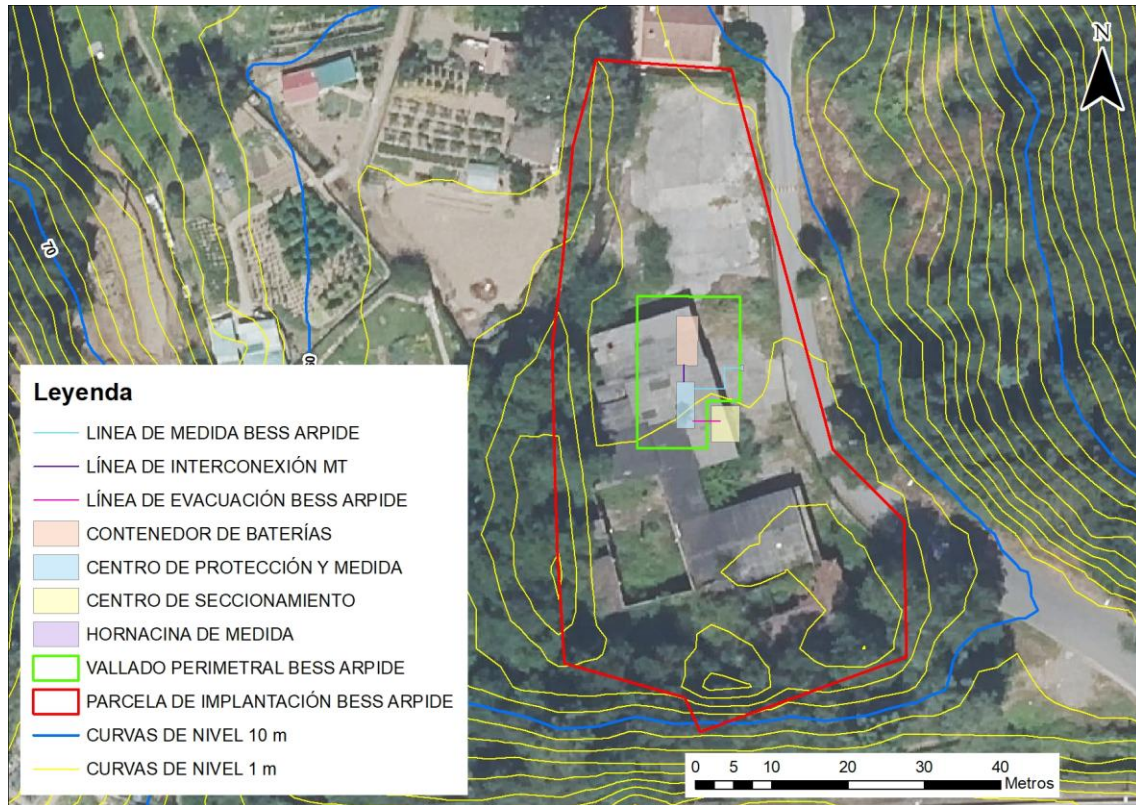 N
70
Leyenda
LINEA DE MEDIDA BESS ARPIDE
LÍNEA DE INTERCONEXIÓN MT
LÍNEA DE EVACUACIÓN BESS ARPIDE
CONTENEDOR DE BATERÍAS
CENTRO DE PROTECCIÓN Y MEDIDA
CENTRO DE SECCIONAMIENTO
HORNACINA DE MEDIDA
VALLADO PERIMETRAL BESS ARPIDE
PARCELA DE IMPLANTACIÓN BESS ARPIDE
CURVAS DE NIVEL 10 m
CURVAS DE NIVEL 1 m
0 5 10 20 30 40
Metros